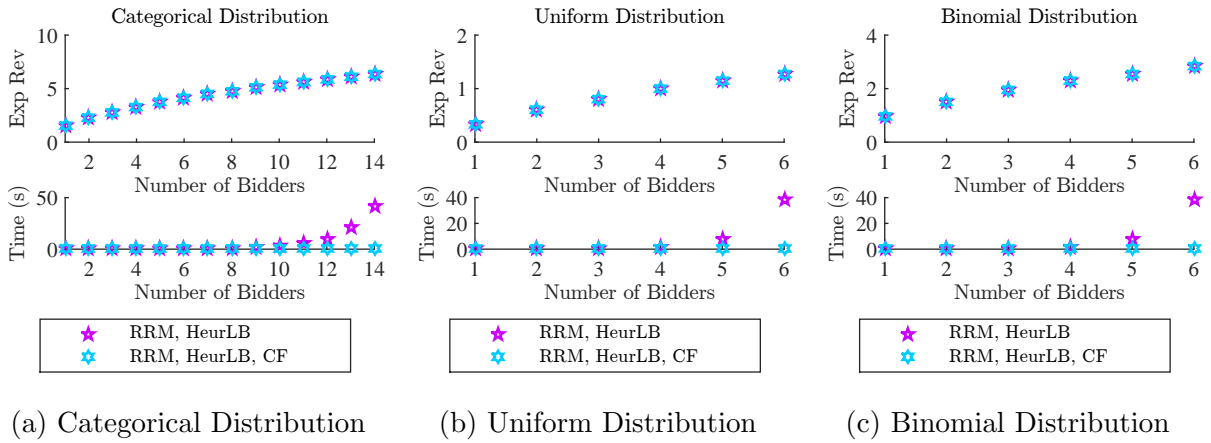 Categorical Distribution
Exp Rev
10
5
0
2 4 6 8 10 12 14
Number of Bidders
Time (s)
50
0
2 4 6 8 10 12 14
Number of Bidders
RRM, HeurLB
RRM, HeurLB, CF
(a) Categorical Distribution
Uniform Distribution
Exp Rev
2
1
0
1 2 3 4 5 6
Number of Bidders
Time (s)
40
20
0
1 2 3 4 5 6
Number of Bidders
RRM, HeurLB
RRM, HeurLB, CF
(b) Uniform Distribution
Binomial Distribution
Exp Rev
4
2
0
1 2 3 4 5 6
Number of Bidders
Time (s)
40
20
0
1 2 3 4 5 6
Number of Bidders
RRM, HeurLB
RRM, HeurLB, CF
(c) Binomial Distribution